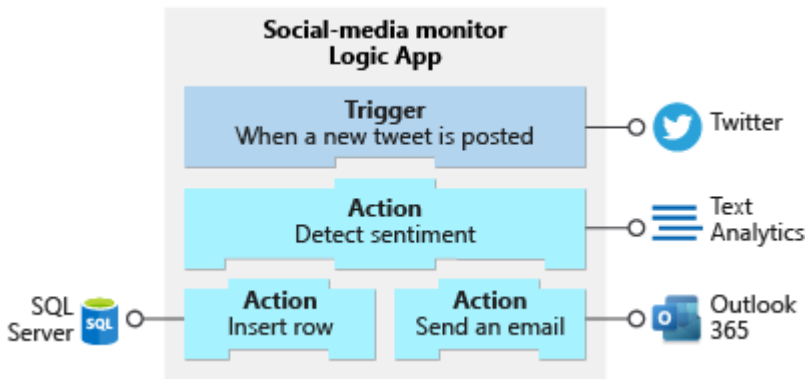 Social-media monitor
Logic App
Trigger
When a new tweet is posted
Twitter
Action
Detect sentiment
Text
Analytics
SQL
Server
SQL
Action
Insert row
Action
Send an email
O
Outlook
365